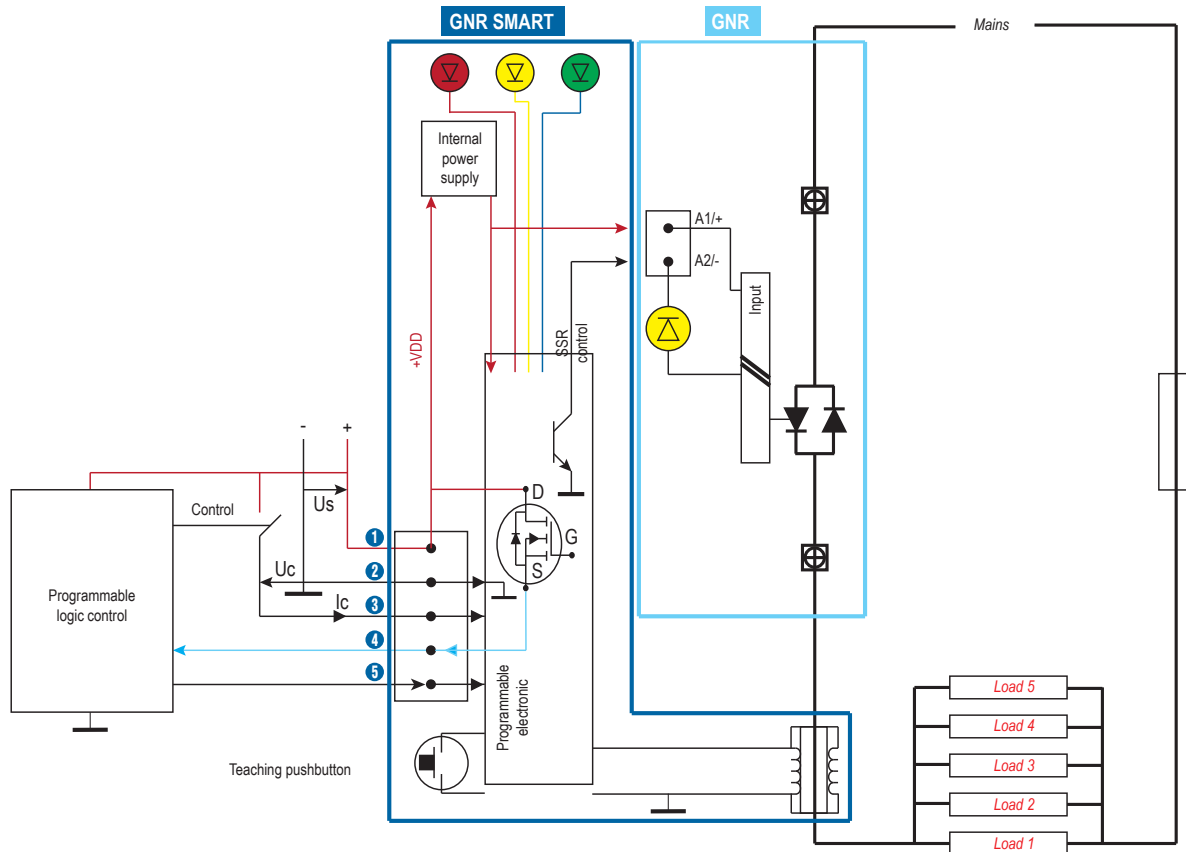 GNR SMART
GNR
Mains
Internal
power
supply
A1/+
A2/-
Input
SSR
control
+VDD
- +
Us
D
G
S
Control
1
Uc
2
Ic
3
4
5
Programmable
logic control
Programmable
electronic
Teaching pushbutton
Load 5
Load 4
Load 3
Load 2
Load 1